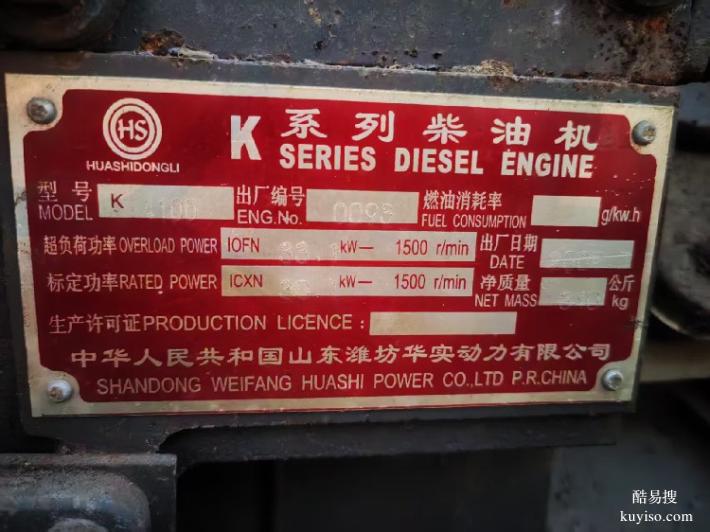 HS
HUASHIDONGLI
K 系列柴油机
SERIES DIESEL ENGINE
型号 MODEL K 4100 出厂编号 ENG.No. 0098 燃油消耗率 FUEL CONSUMPTION g/kw.h
超负荷功率 OVERLOAD POWER IOFN kW— 1500 r/min 出厂日期 DATE
标定功率 RATED POWER ICXN kW— 1500 r/min 净质量 NET MASS 公斤 kg
生产许可证 PRODUCTION LICENCE :
中华人民共和国山东潍坊华实动力有限公司
SHANDONG WEIFANG HUASHI POWER CO.,LTD P.R.CHINA
酷易搜
kuyiso.com